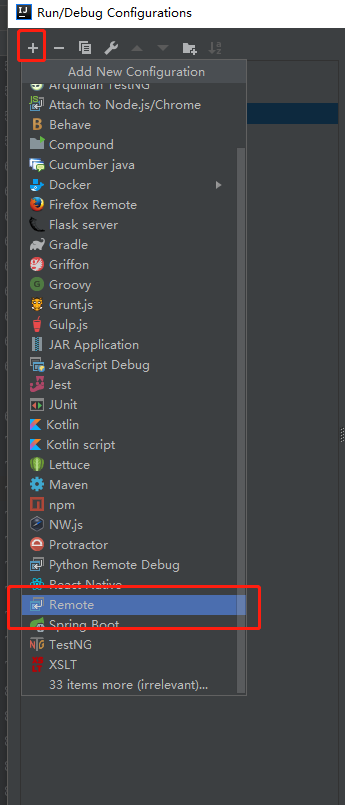 Run/Debug Configurations
Add New Configuration
Arquillian TestNG
Attach to Node.js/Chrome
Behave
Compound
Cucumber java
Docker
Firefox Remote
Flask server
Gradle
Griffon
Groovy
Grunt.js
Gulp.js
JAR Application
JavaScript Debug
Jest
JUnit
Kotlin
Kotlin script
Lettuce
Maven
npm
NW.js
Protractor
Python Remote Debug
React Native
Remote
Spring Boot
TestNG
XSLT
33 items more (irrelevant)...